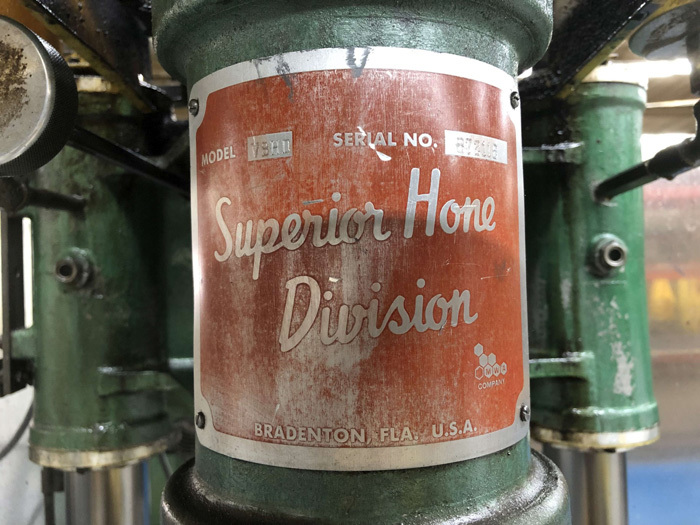 MODEL SERIAL NO.
Superior Hone
Division
COMPANY
BRADENTON, FLA. U.S.A.